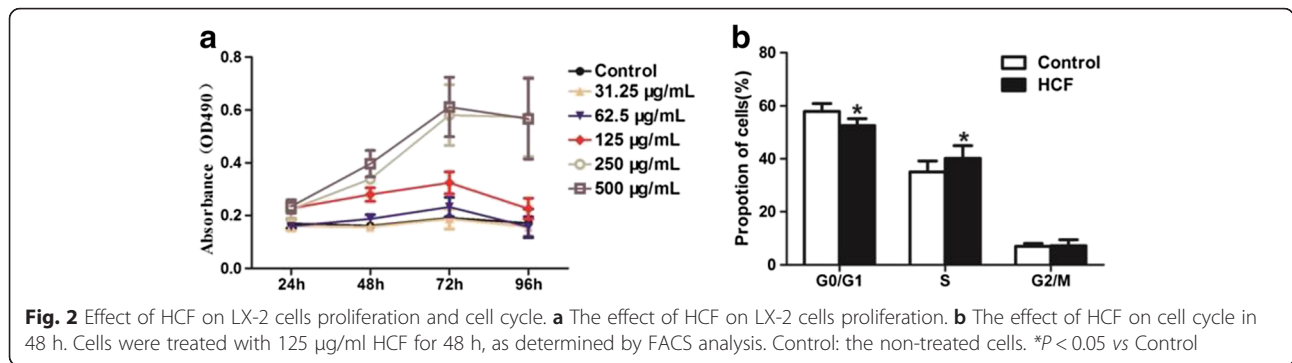 a
0.8
0.6
0.4
0.2
0.0
Absorbance (OD490)
24h
48h
72h
96h
Control
31.25 µg/mL
62.5 µg/mL
125 µg/mL
250 µg/mL
500 µg/mL
b
80
60
40
20
0
Propotion of cells(%)
G0/G1
S
G2/M
*
*
Control
HCF
Fig. 2 Effect of HCF on LX-2 cells proliferation and cell cycle. a The effect of HCF on LX-2 cells proliferation. b The effect of HCF on cell cycle in
48 h. Cells were treated with 125 µg/ml HCF for 48 h, as determined by FACS analysis. Control: the non-treated cells. *P < 0.05 vs Control